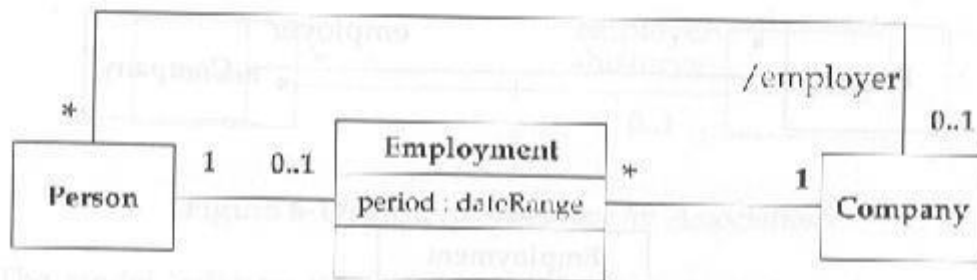 /employer
*
0..1
1
0..1
Employment
*
1
Person
period : dateRange
Company